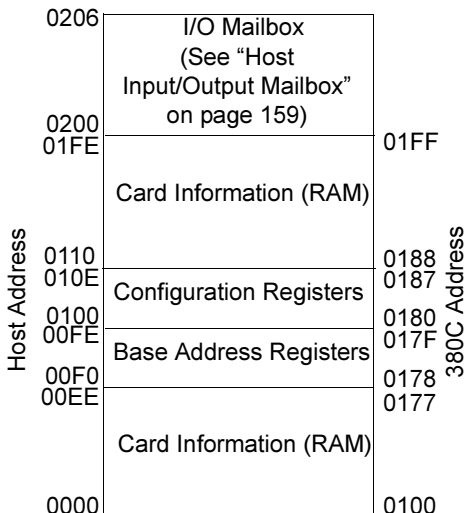 0206
I/O Mailbox
(See “Host
Input/Output Mailbox”
on page 159)
0200
01FE
01FF
Card Information (RAM)
0110
010E
0188
0187
Configuration Registers
0100
00FE
0180
017F
Base Address Registers
00F0
00EE
0178
0177
Card Information (RAM)
0000
0100
Host Address
380C Address